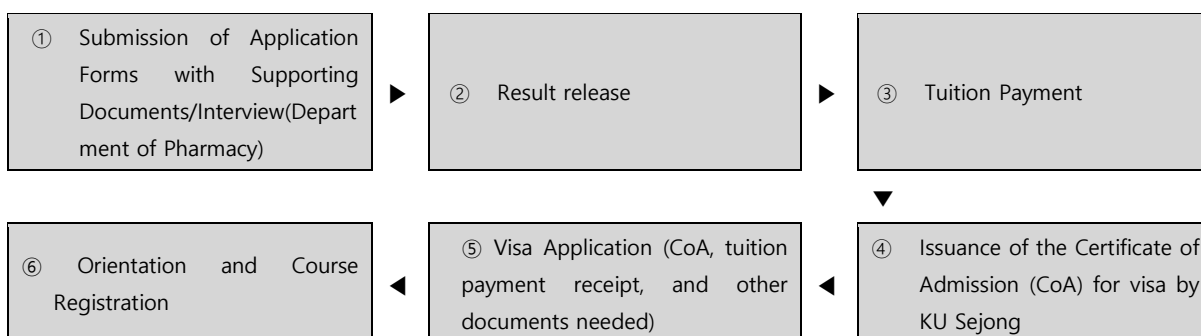 ① Submission of Application
Forms with Supporting
Documents/Interview(Depart
ment of Pharmacy)
▶
② Result release
▶
③ Tuition Payment
▼
④ Issuance of the Certificate of
Admission (CoA) for visa by
KU Sejong
◀
⑤ Visa Application (CoA, tuition
payment receipt, and other
documents needed)
◀
⑥ Orientation and Course
Registration